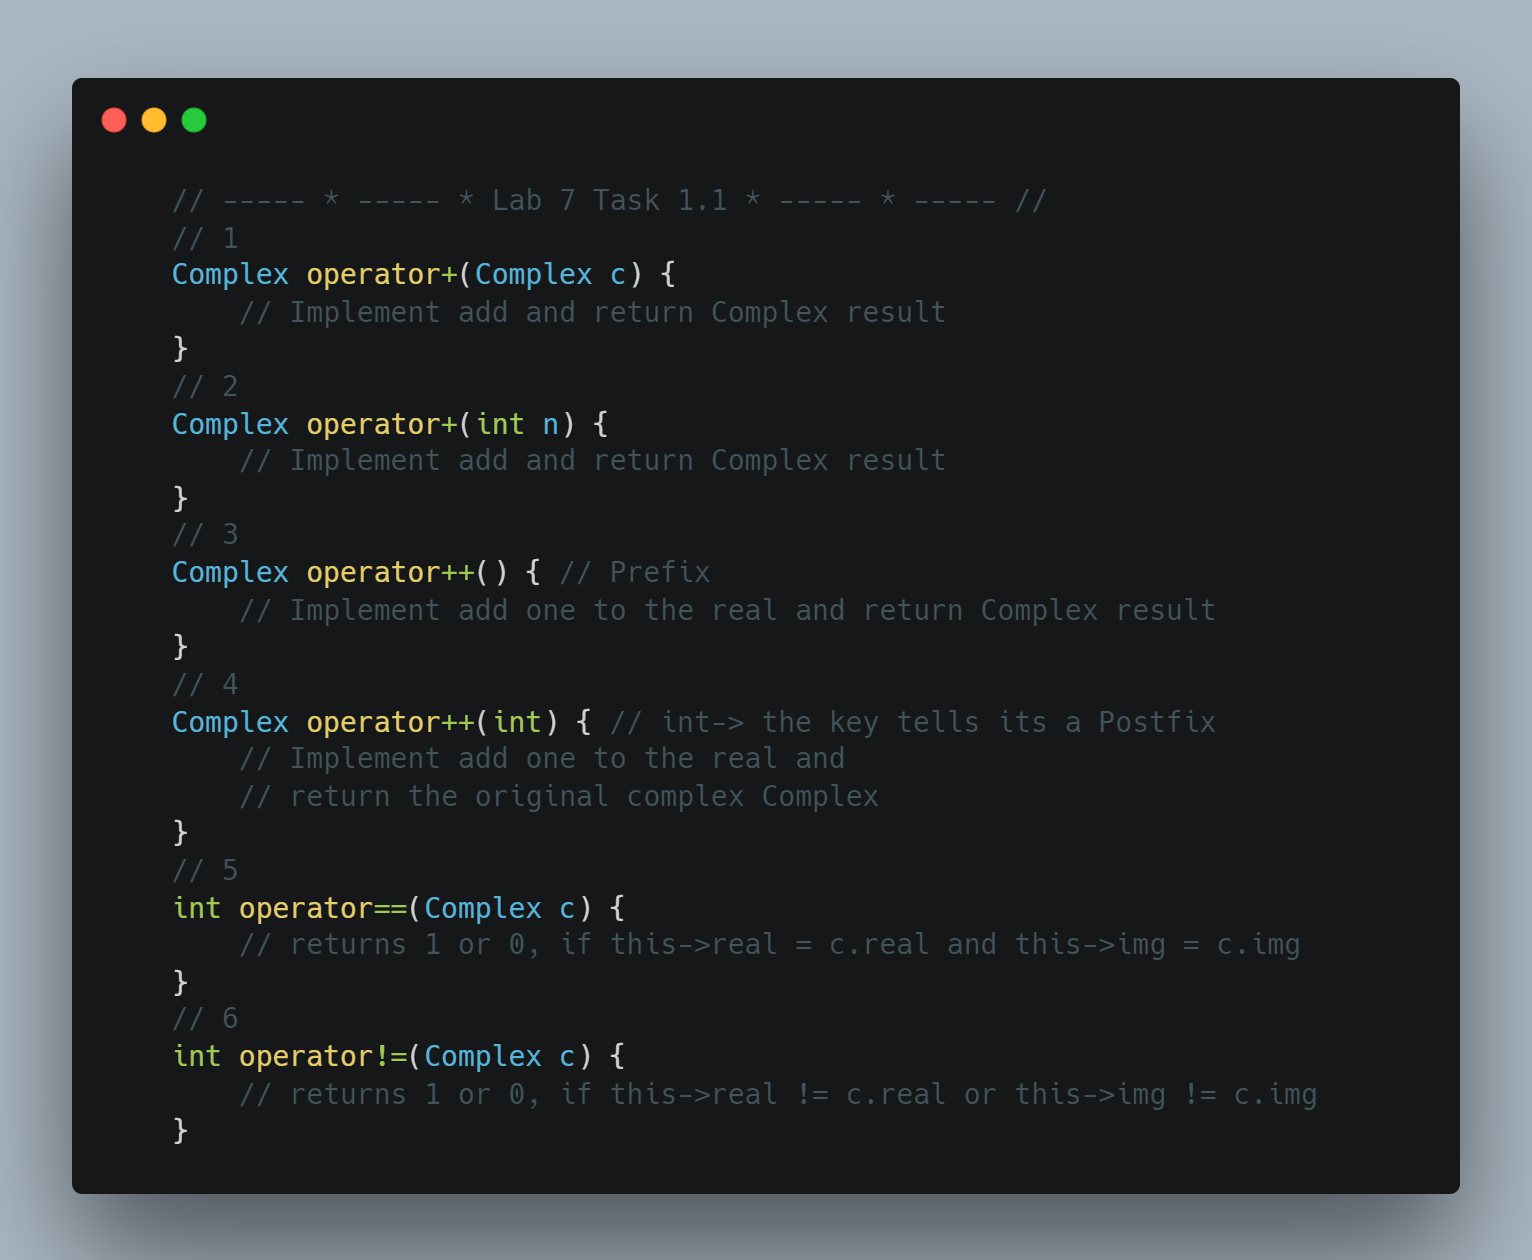 // ----- * ----- * Lab 7 Task 1.1 * ----- * ----- //
// 1
Complex operator+(Complex c) {
    // Implement add and return Complex result
}
// 2
Complex operator+(int n) {
    // Implement add and return Complex result
}
// 3
Complex operator++() { // Prefix
    // Implement add one to the real and return Complex result
}
// 4
Complex operator++(int) { // int-> the key tells its a Postfix
    // Implement add one to the real and
    // return the original complex Complex
}
// 5
int operator==(Complex c) {
    // returns 1 or 0, if this->real = c.real and this->img = c.img
}
// 6
int operator!=(Complex c) {
    // returns 1 or 0, if this->real != c.real or this->img != c.img
}